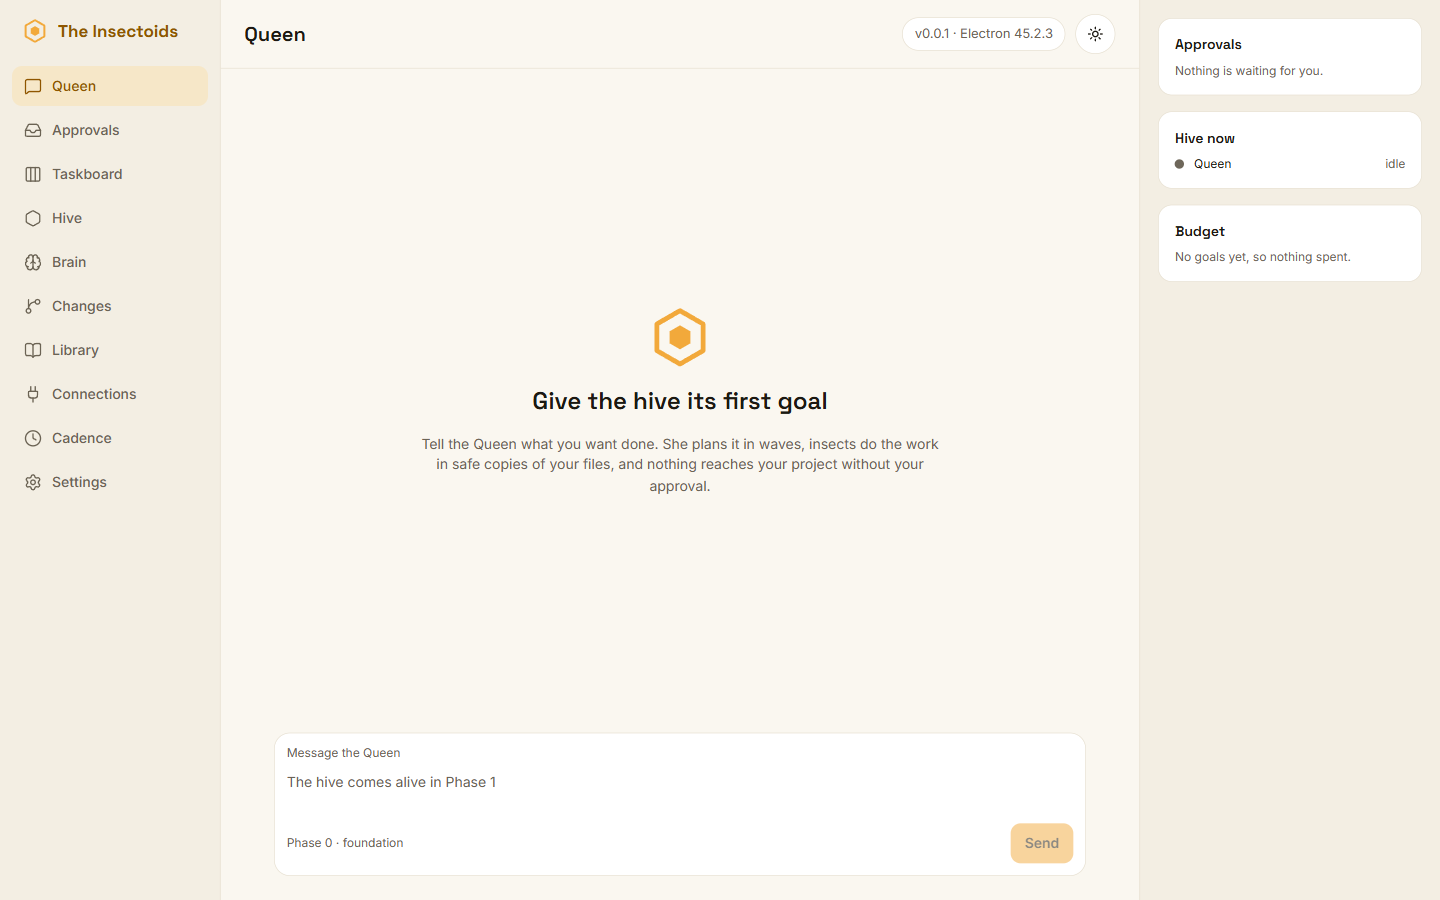 The Insectoids
Queen
Approvals
Taskboard
Hive
Brain
Changes
Library
Connections
Cadence
Settings
Queen
v0.0.1 · Electron 45.2.3
Give the hive its first goal
Tell the Queen what you want done. She plans it in waves, insects do the work
in safe copies of your files, and nothing reaches your project without your
approval.
Message the Queen
The hive comes alive in Phase 1
Phase 0 · foundation
Send
Approvals
Nothing is waiting for you.
Hive now
Queen idle
Budget
No goals yet, so nothing spent.